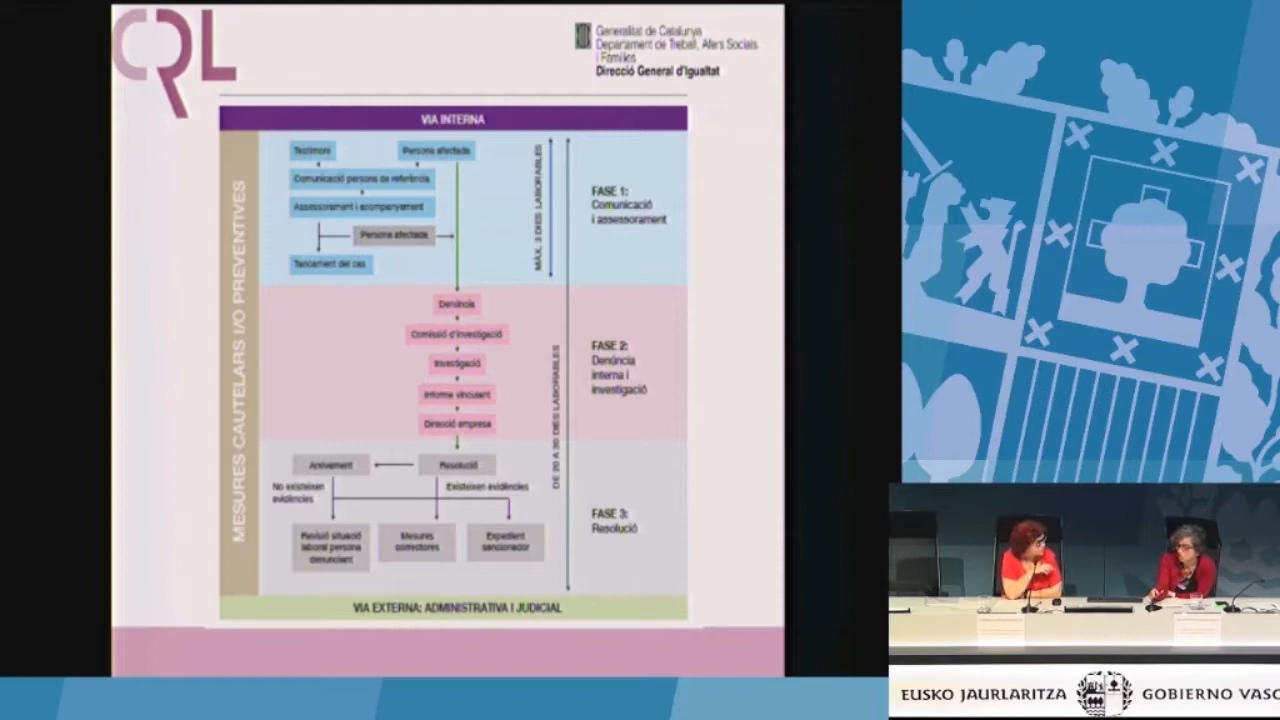 CRL
Generalitat de Catalunya
Departament de Treball, Afers Socials
i Famílies
Direcció General d'Igualtat
VIA INTERNA
MESURES CAUTELARS I/O PREVENTIVES
Testimoni
Persona afectada
Comunicació persona de referència
Assessorament i acompanyament
Persona afectada
Tancament del cas
MÀX. 3 DIES LABORABLES
FASE 1:
Comunicació
i assessorament
Denúncia
Comissió d'investigació
Investigació
Informe vinculant
Direcció empresa
DE 20 A 30 DIES LABORABLES
FASE 2:
Denúncia
interna i
investigació
Arxivament
Resolució
No existeixen
evidències
Existeixen evidències
Revisió situació
laboral persona
denunciant
Mesures
correctores
Expedient
sancionador
FASE 3:
Resolució
VIA EXTERNA: ADMINISTRATIVA I JUDICIAL
EUSKO JAURLARITZA
GOBIERNO VASC